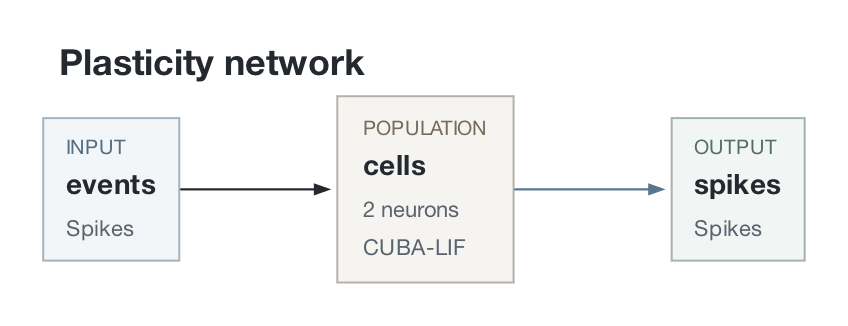 Plasticity network
INPUT
events
Spikes
POPULATION
cells
2 neurons
CUBA-LIF
OUTPUT
spikes
Spikes